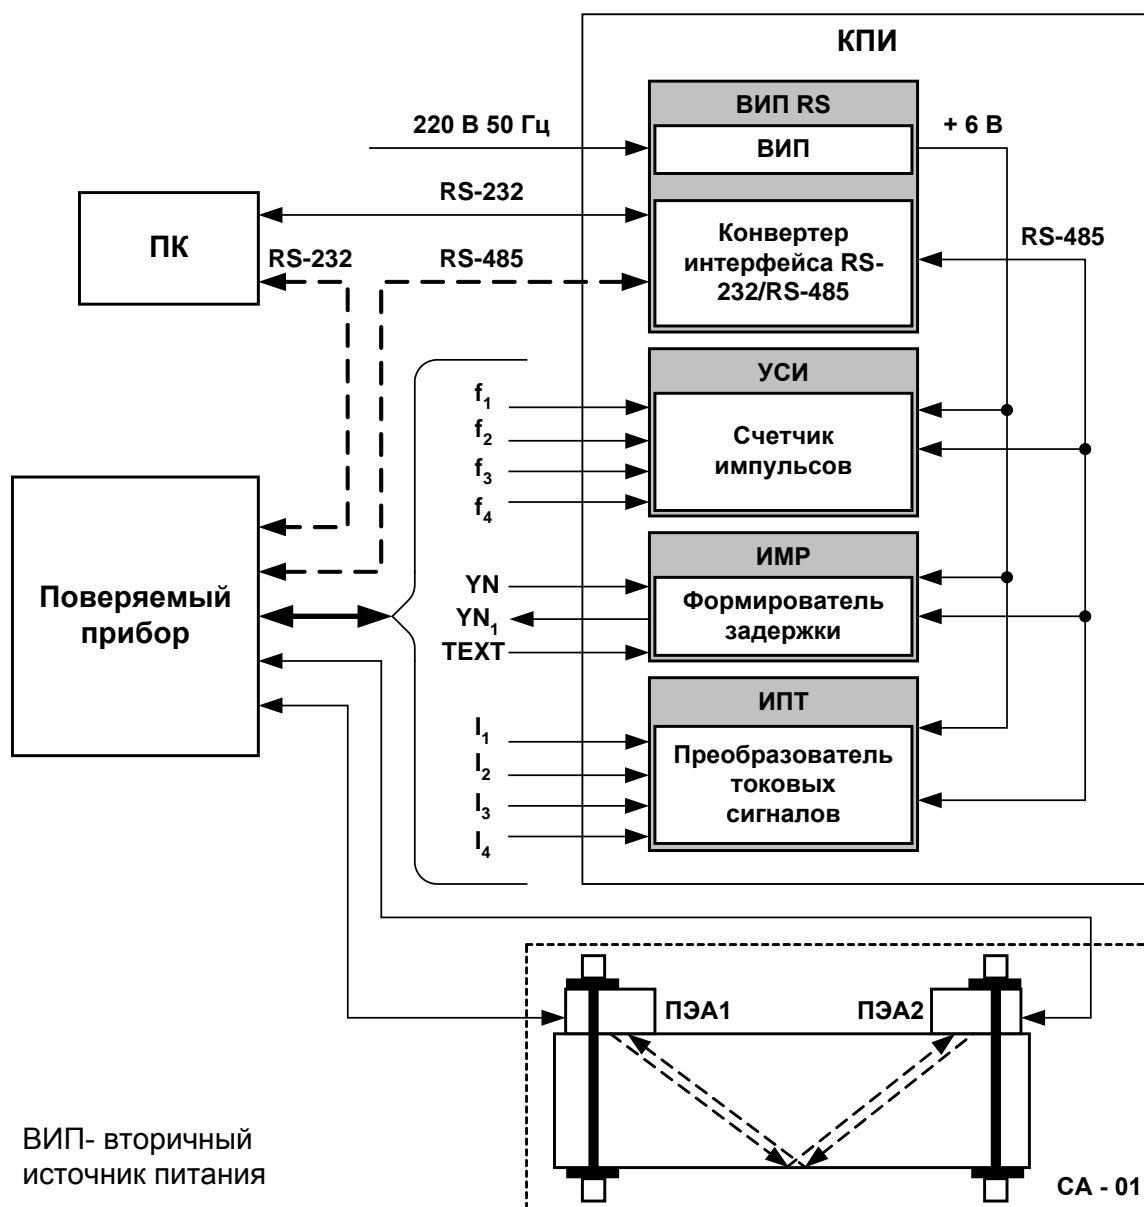 КПИ
ВИП RS
220 В 50 Гц
+ 6 В
ВИП
RS-232
ПК
RS-232
RS-485
Конвертер
интерфейса RS-
232/RS-485
RS-485
УСИ
f1
f2
f3
f4
Счетчик
импульсов
Поверяемый
прибор
ИМР
YN
YN1
TEXT
Формирователь
задержки
ИПТ
I1
I2
I3
I4
Преобразователь
токовых
сигналов
ПЭА1
ПЭА2
ВИП- вторичный
источник питания
СА - 01